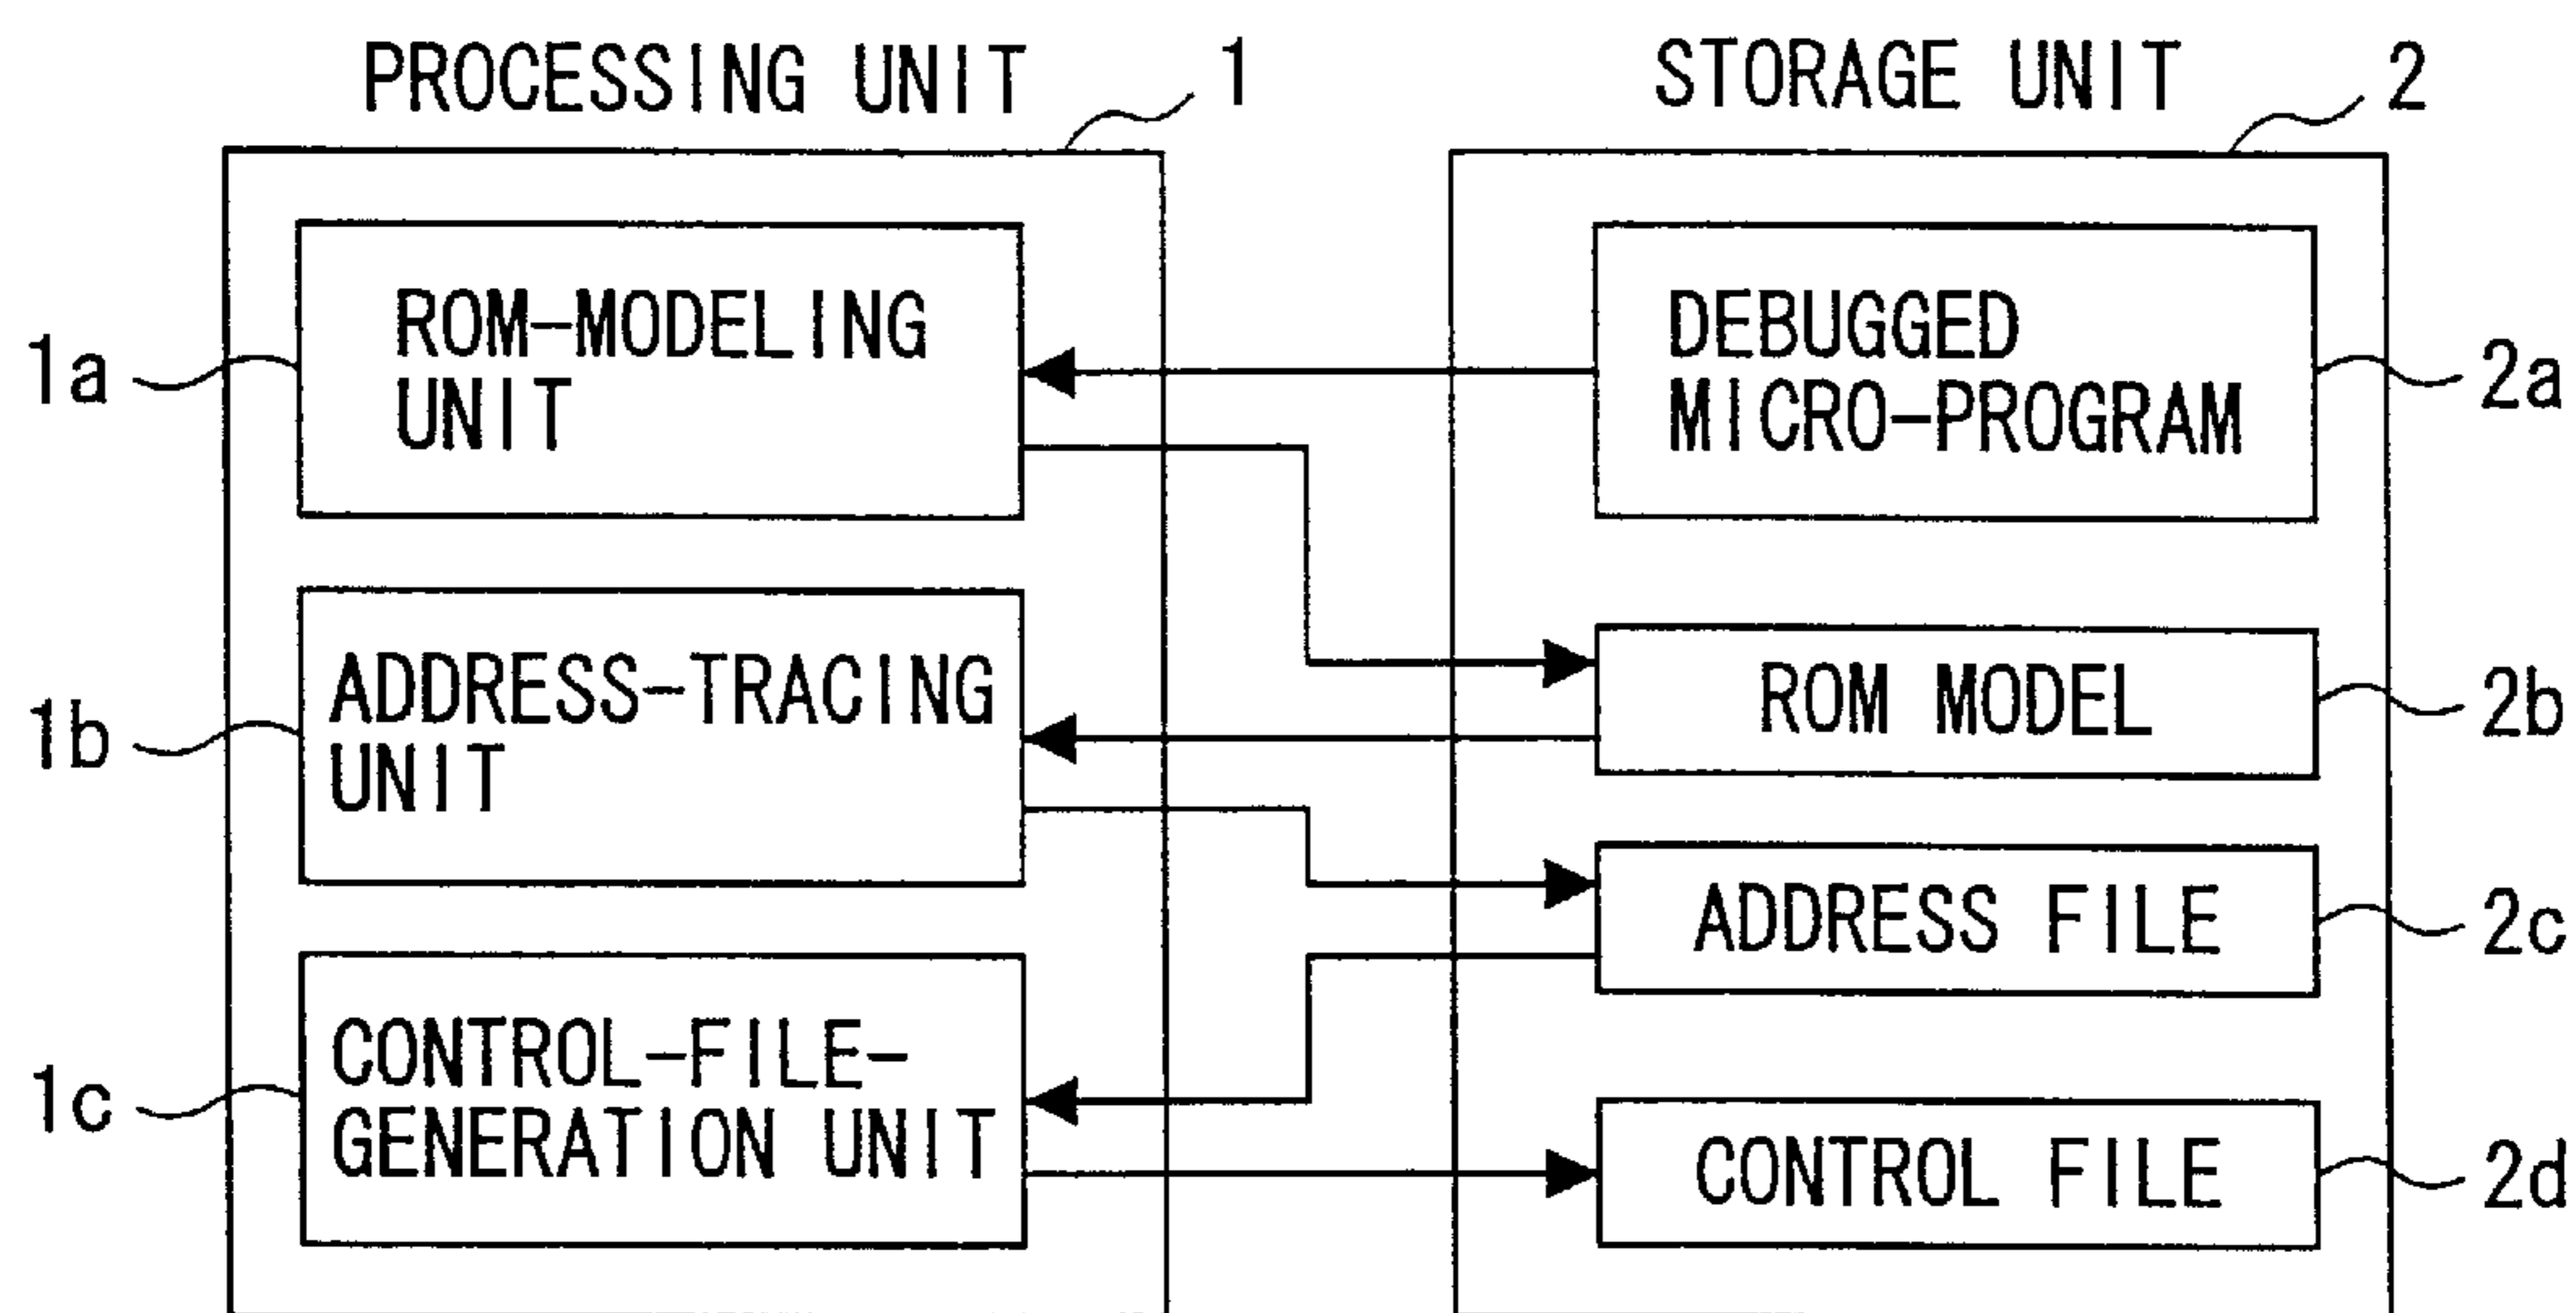 PROCESSING UNIT
1
STORAGE UNIT
2
1a
ROM-MODELING
UNIT
DEBUGGED
MICRO-PROGRAM
2a
1b
ADDRESS-TRACING
UNIT
ROM MODEL
2b
ADDRESS FILE
2c
1c
CONTROL-FILE-
GENERATION UNIT
CONTROL FILE
2d